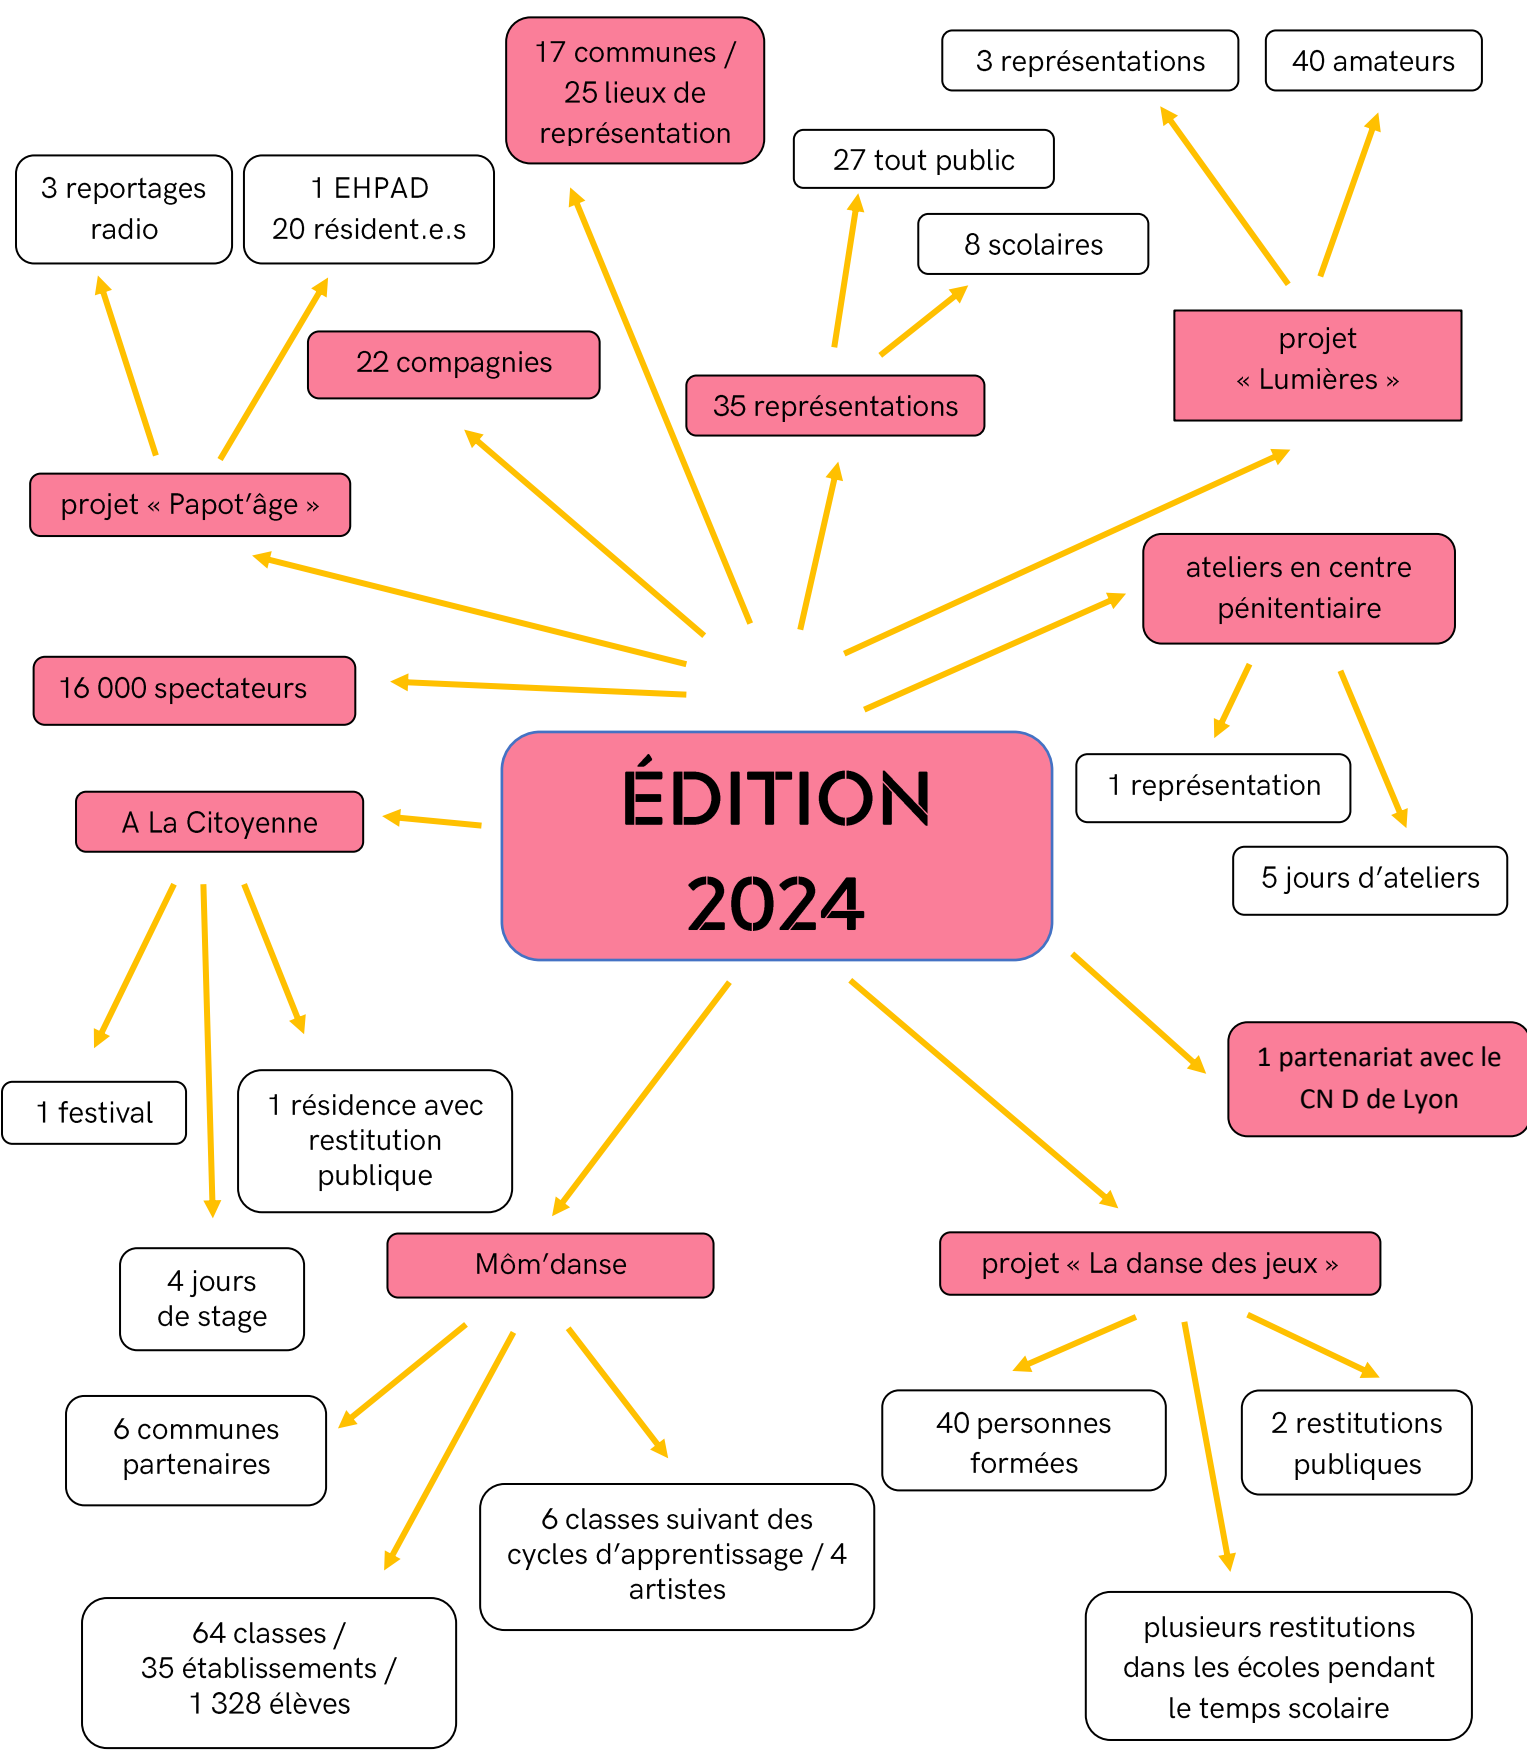 17 communes /
25 lieux de
représentation
3 représentations
40 amateurs
27 tout public
8 scolaires
3 reportages
radio
1 EHPAD
20 résident.e.s
22 compagnies
35 représentations
projet
« Lumières »
projet « Papot’âge »
ateliers en centre
pénitentiaire
16 000 spectateurs
ÉDITION
2024
1 représentation
A La Citoyenne
5 jours d’ateliers
1 partenariat avec le
CN D de Lyon
1 festival
1 résidence avec
restitution
publique
4 jours
de stage
Môm’danse
projet « La danse des jeux »
6 communes
partenaires
40 personnes
formées
2 restitutions
publiques
6 classes suivant des
cycles d’apprentissage / 4
artistes
64 classes /
35 établissements /
1 328 élèves
plusieurs restitutions
dans les écoles pendant
le temps scolaire